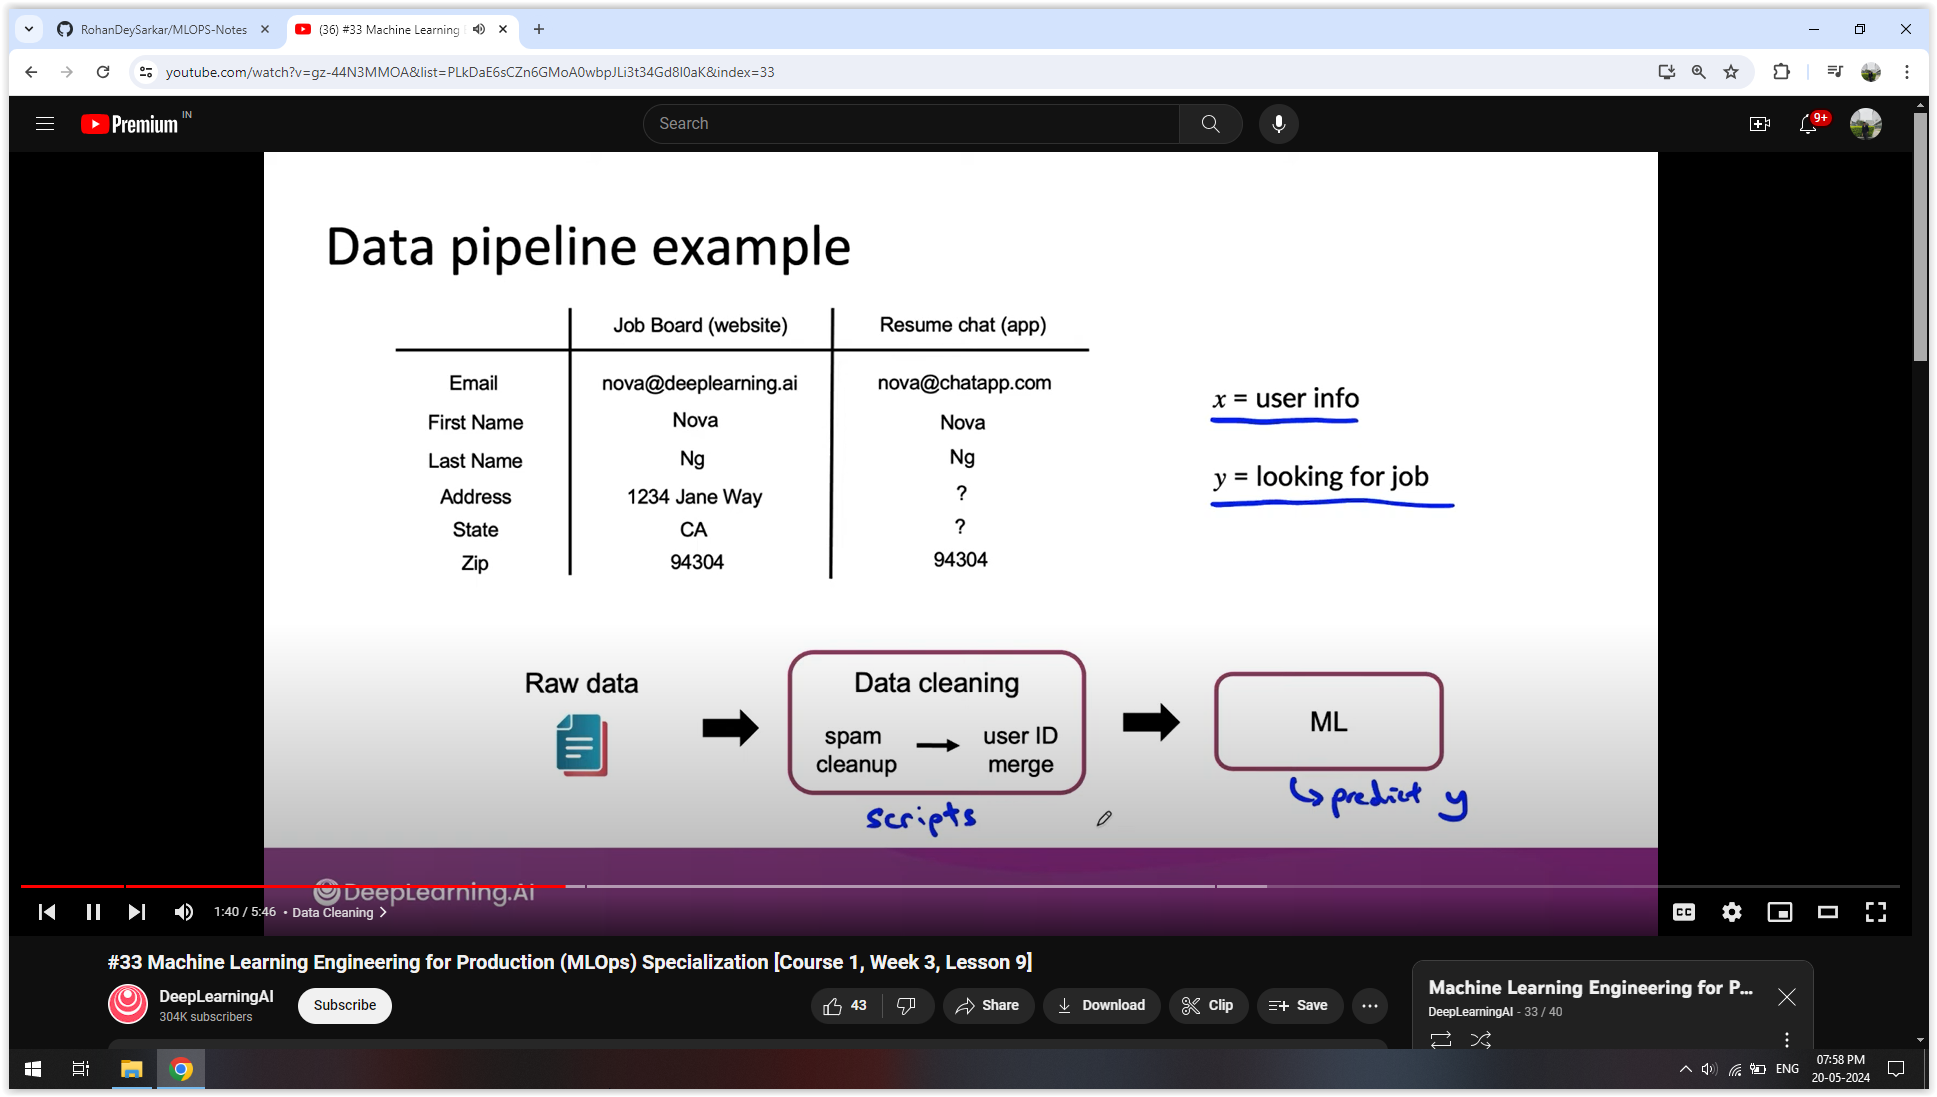 RohanDeySarkar/MLOPS-Notes
(36) #33 Machine Learning
youtube.com/watch?v=gz-44N3MMOA&list=PLkDaE6sCZn6GMoA0wbpJLi3t34Gd8l0aK&index=33
Premium IN
Search
9+
Data pipeline example
Job Board (website) Resume chat (app)
Email nova@deeplearning.ai nova@chatapp.com
First Name Nova Nova
Last Name Ng Ng
Address 1234 Jane Way ?
State CA ?
Zip 94304 94304
x = user info
y = looking for job
Raw data
Data cleaning
spam cleanup
user ID merge
scripts
ML
predict y
DeepLearning.AI
1:40 / 5:46 • Data Cleaning
CC
#33 Machine Learning Engineering for Production (MLOps) Specialization [Course 1, Week 3, Lesson 9]
DeepLearningAI
304K subscribers
Subscribe
43
Share
Download
Clip
Save
Machine Learning Engineering for P...
DeepLearningAI - 33 / 40
ENG
07:58 PM
20-05-2024